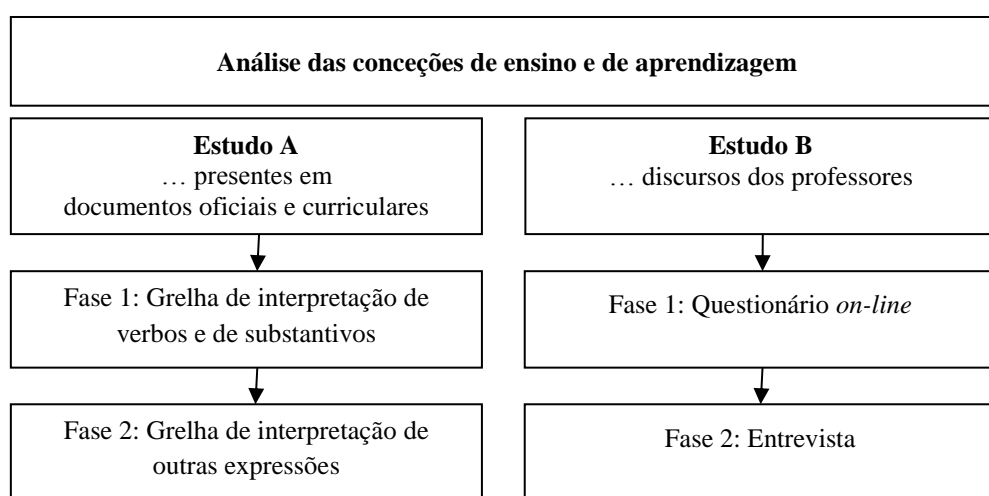 Análise das conceções de ensino e de aprendizagem
Estudo A
… presentes em
documentos oficiais e curriculares
Estudo B
… discursos dos professores
Fase 1: Grelha de interpretação de
verbos e de substantivos
Fase 1: Questionário on-line
Fase 2: Grelha de interpretação de
outras expressões
Fase 2: Entrevista